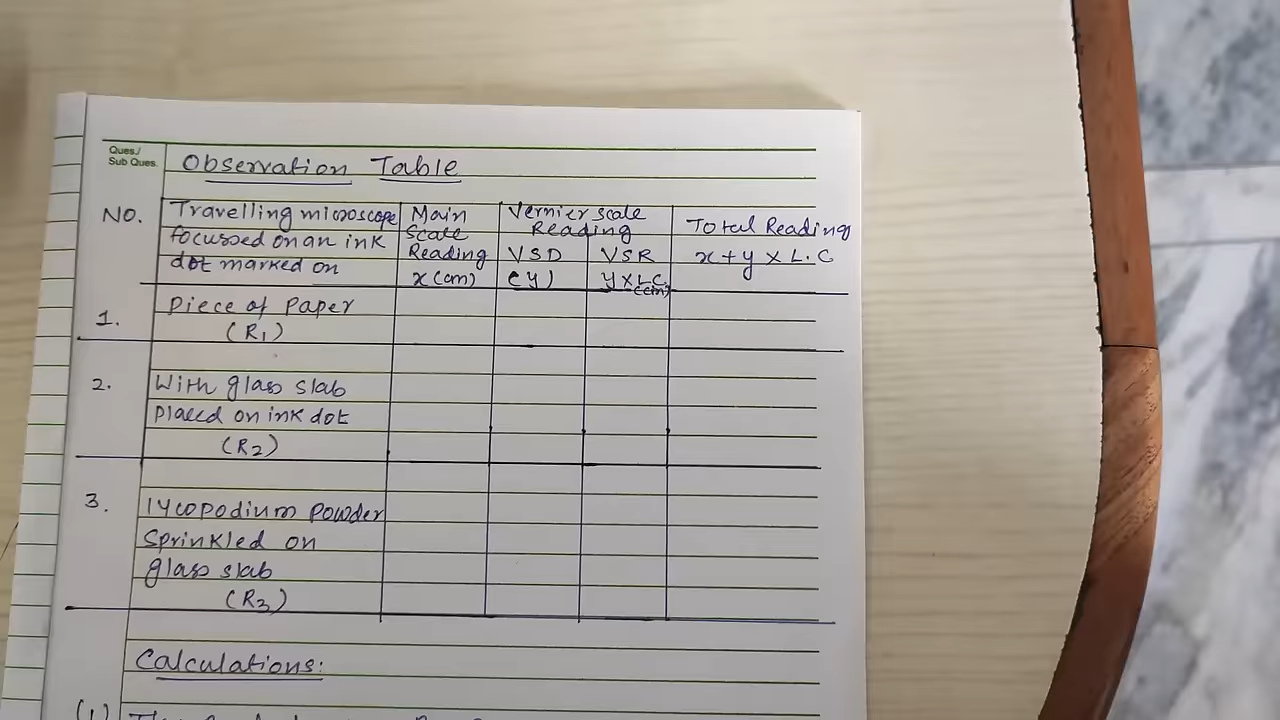 Ques./
Sub Ques.
Observation Table
NO.
Travelling microscope
focussed on an ink
dot marked on
Main
Scale
Reading
x(cm)
Vernier scale
Reading
VSD
(y)
VSR
y×LC
(cm)
Total Reading
x+y×L.C
1.
Piece of Paper
(R1)
2.
With glass slab
placed on ink dot
(R2)
3.
lycopodium powder
sprinkled on
glass slab
(R3)
Calculations:
(1)